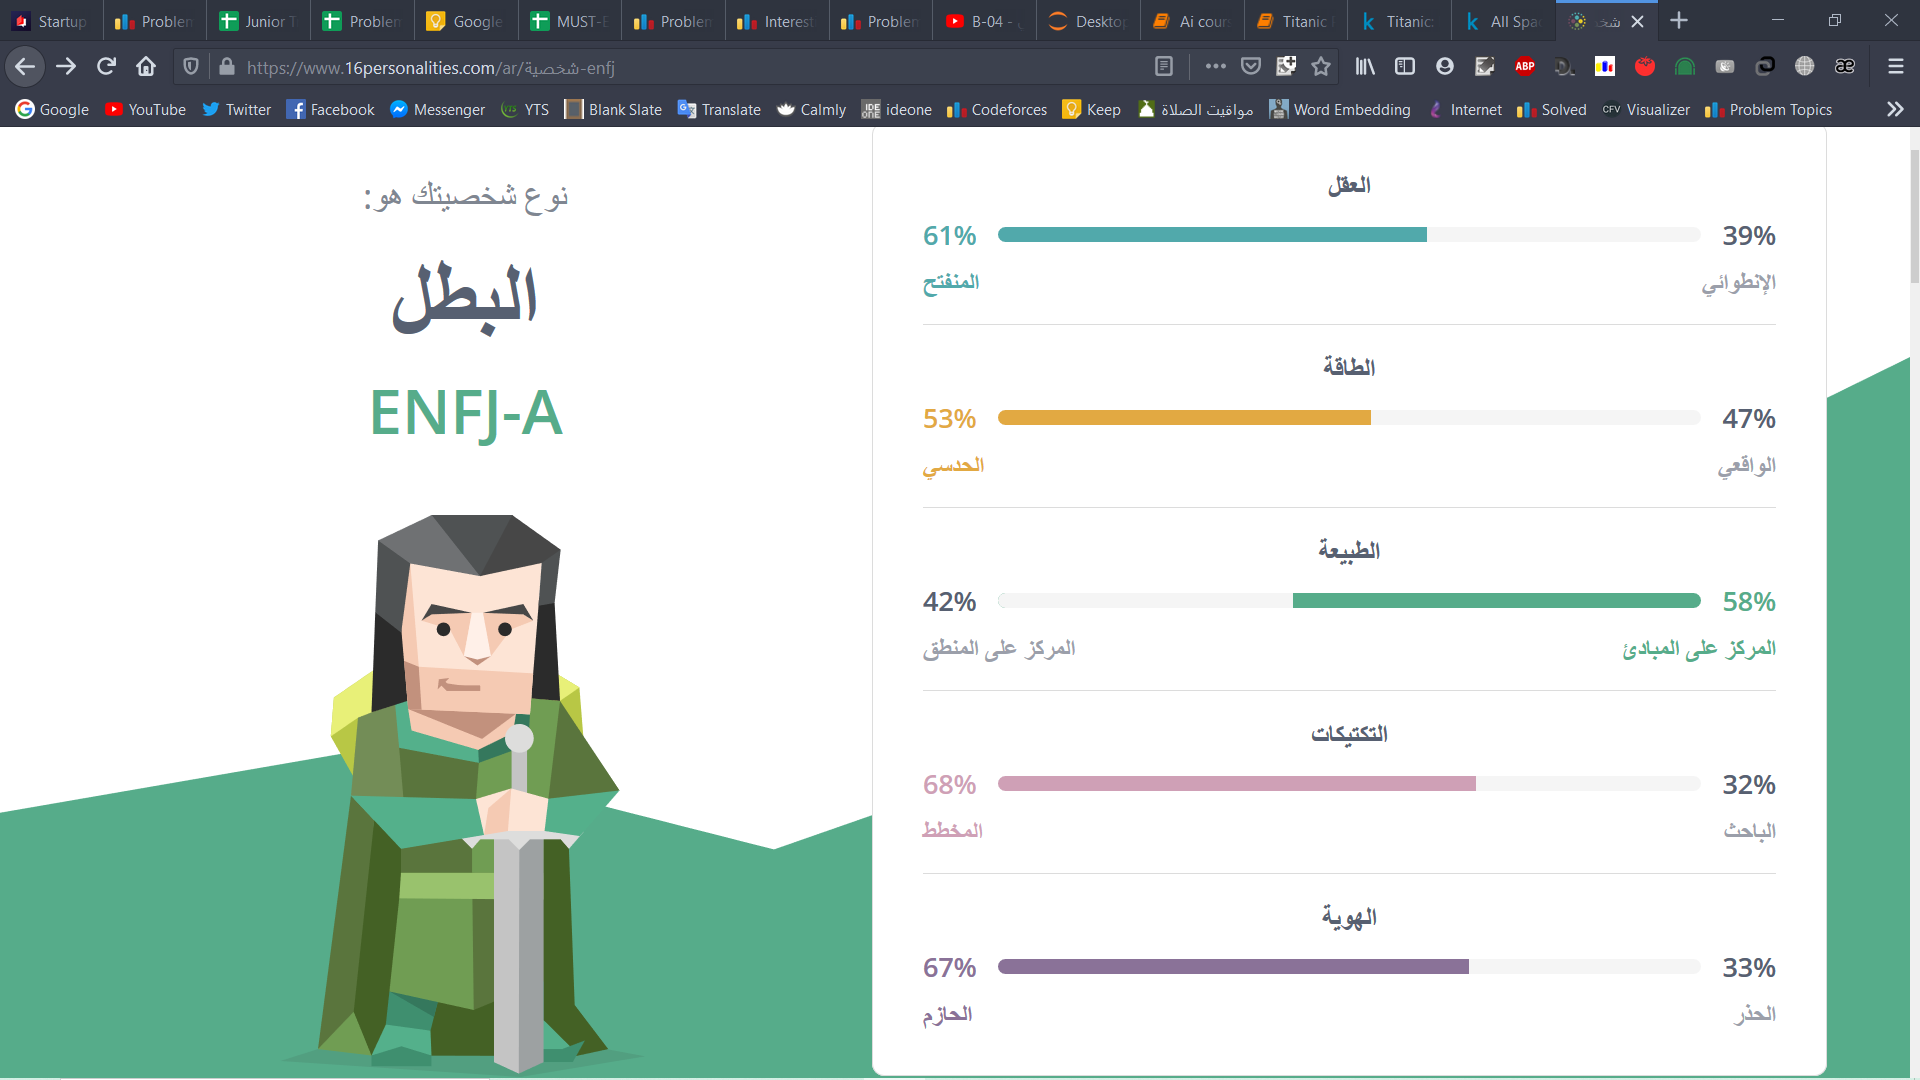 Startup
Problem
Junior T
Problem
Google
MUST-E
Problem
Interest
Problem
B-04 -
Desktop
Ai cour
Titanic
Titanic:
All Spa
شخ
https://www.16personalities.com/ar/شخصية-enfj
Google
YouTube
Twitter
Facebook
Messenger
YTS
Blank Slate
Translate
Calmly
ideone
Codeforces
Keep
مواقيت الصلاة
Word Embedding
Internet
Solved
Visualizer
Problem Topics
نوع شخصيتك هو:
البطل
ENFJ-A
العقل
61% 39%
المنفتح الإنطوائي
الطاقة
53% 47%
الحدسي الواقعي
الطبيعة
42% 58%
المركز على المنطق المركز على المبادئ
التكتيكات
68% 32%
المخطط الباحث
الهوية
67% 33%
الحازم الحذر